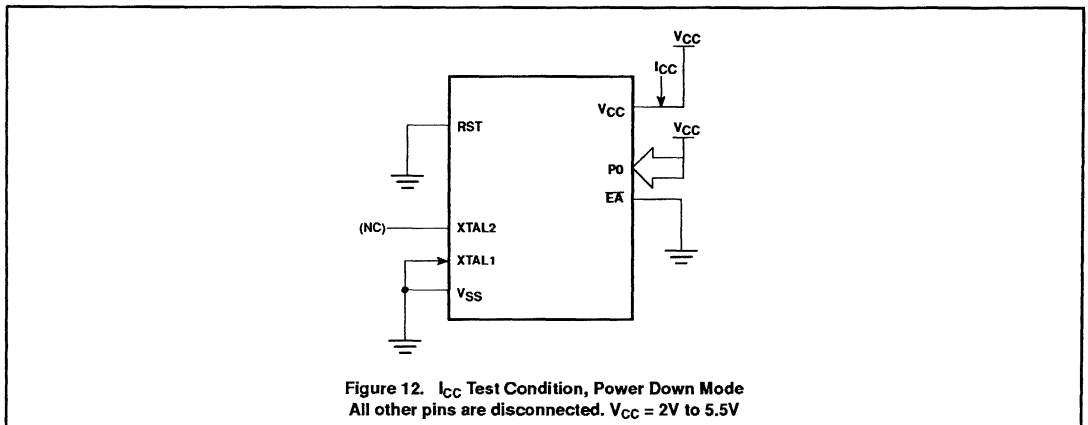 VCC
ICC
VCC
RST
VCC
P0
EA
(NC)
XTAL2
XTAL1
VSS
Figure 12. ICC Test Condition, Power Down Mode
All other pins are disconnected. VCC = 2V to 5.5V